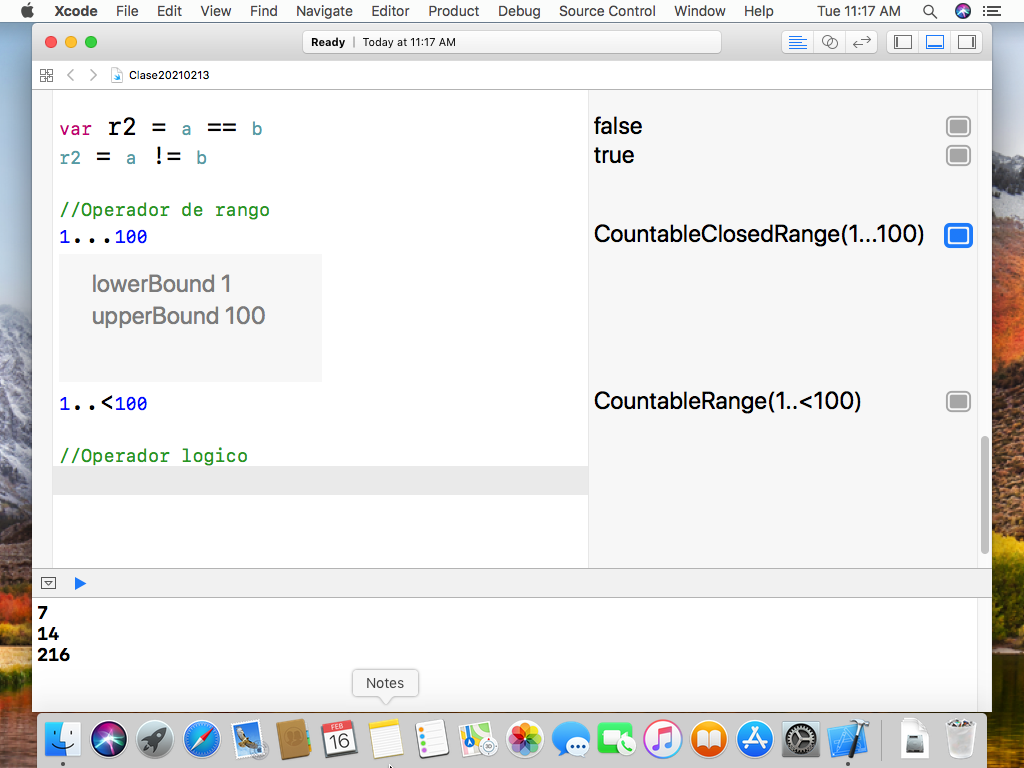 Xcode File Edit View Find Navigate Editor Product Debug Source Control Window Help Tue 11:17 AM
Ready | Today at 11:17 AM
Clase20210213
var r2 = a == b
false
r2 = a != b
true
//Operador de rango
1...100
CountableClosedRange(1...100)
lowerBound 1
upperBound 100
1..<100
CountableRange(1..<100)
//Operador logico
7
14
216
Notes
FEB
16